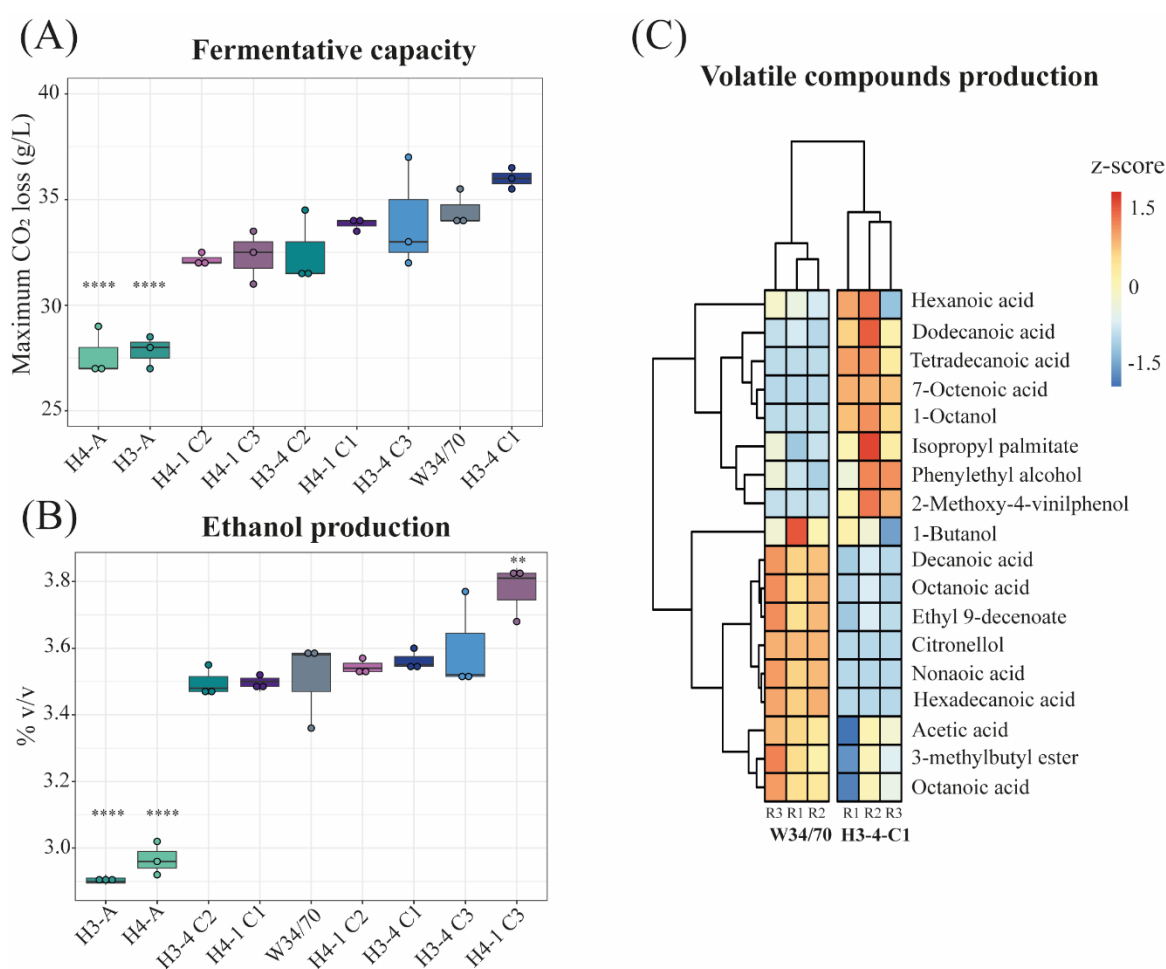 (A)
Fermentative capacity
Maximum CO₂ loss (g/L)
40
35
30
25
**** ****
H4-A H3-A H4-1 C2 H4-1 C3 H3-4 C2 H4-1 C1 H3-4 C3 W34/70 H3-4 C1
(B)
Ethanol production
% v/v
3.8
3.6
3.4
3.2
3.0
**** **** **
H3-A H4-A H3-4 C2 H4-1 C1 W34/70 H4-1 C2 H3-4 C1 H3-4 C3 H4-1 C3
(C)
Volatile compounds production
z-score
1.5
0
-1.5
Hexanoic acid
Dodecanoic acid
Tetradecanoic acid
7-Octenoic acid
1-Octanol
Isopropyl palmitate
Phenylethyl alcohol
2-Methoxy-4-vinilphenol
1-Butanol
Decanoic acid
Octanoic acid
Ethyl 9-decenoate
Citronellol
Nonaoic acid
Hexadecanoic acid
Acetic acid
3-methylbutyl ester
Octanoic acid
R3 R1 R2 R1 R2 R3
W34/70 H3-4-C1